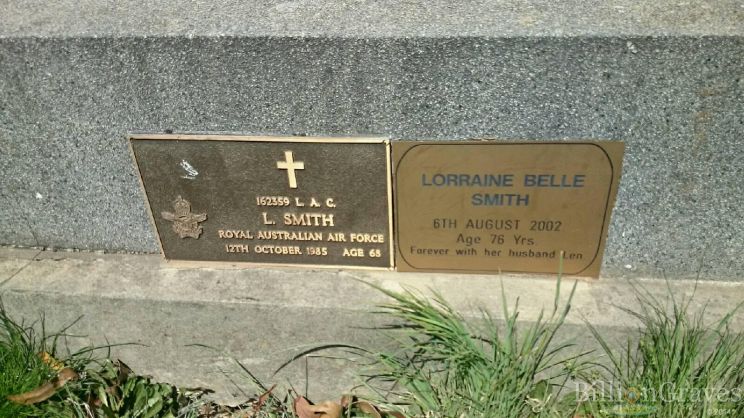 162359 L. A. C.
L. SMITH
ROYAL AUSTRALIAN AIR FORCE
12TH OCTOBER 1985 AGE 68
LORRAINE BELLE
SMITH
6TH AUGUST 2002
Age 76 Yrs
Forever with her husband Len.
BillionGraves